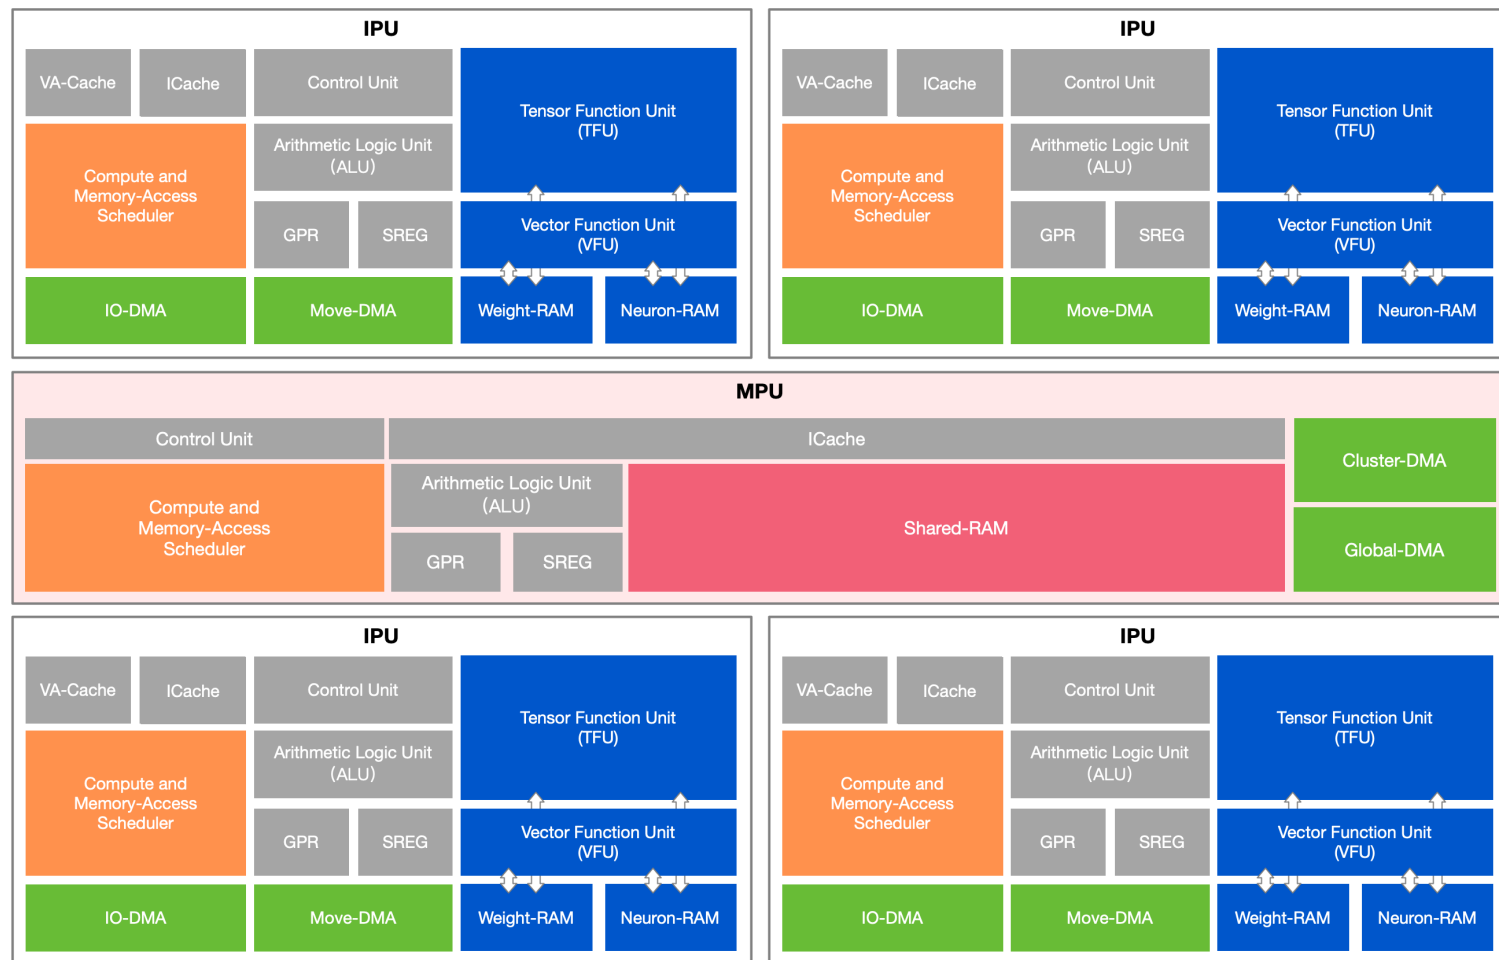 IPU
VA-Cache
ICache
Control Unit
Tensor Function Unit
(TFU)
Compute and
Memory-Access
Scheduler
Arithmetic Logic Unit
(ALU)
GPR
SREG
Vector Function Unit
(VFU)
IO-DMA
Move-DMA
Weight-RAM
Neuron-RAM
IPU
VA-Cache
ICache
Control Unit
Tensor Function Unit
(TFU)
Compute and
Memory-Access
Scheduler
Arithmetic Logic Unit
(ALU)
GPR
SREG
Vector Function Unit
(VFU)
IO-DMA
Move-DMA
Weight-RAM
Neuron-RAM
MPU
Control Unit
ICache
Cluster-DMA
Compute and
Memory-Access
Scheduler
Arithmetic Logic Unit
(ALU)
GPR
SREG
Shared-RAM
Global-DMA
IPU
VA-Cache
ICache
Control Unit
Tensor Function Unit
(TFU)
Compute and
Memory-Access
Scheduler
Arithmetic Logic Unit
(ALU)
GPR
SREG
Vector Function Unit
(VFU)
IO-DMA
Move-DMA
Weight-RAM
Neuron-RAM
IPU
VA-Cache
ICache
Control Unit
Tensor Function Unit
(TFU)
Compute and
Memory-Access
Scheduler
Arithmetic Logic Unit
(ALU)
GPR
SREG
Vector Function Unit
(VFU)
IO-DMA
Move-DMA
Weight-RAM
Neuron-RAM